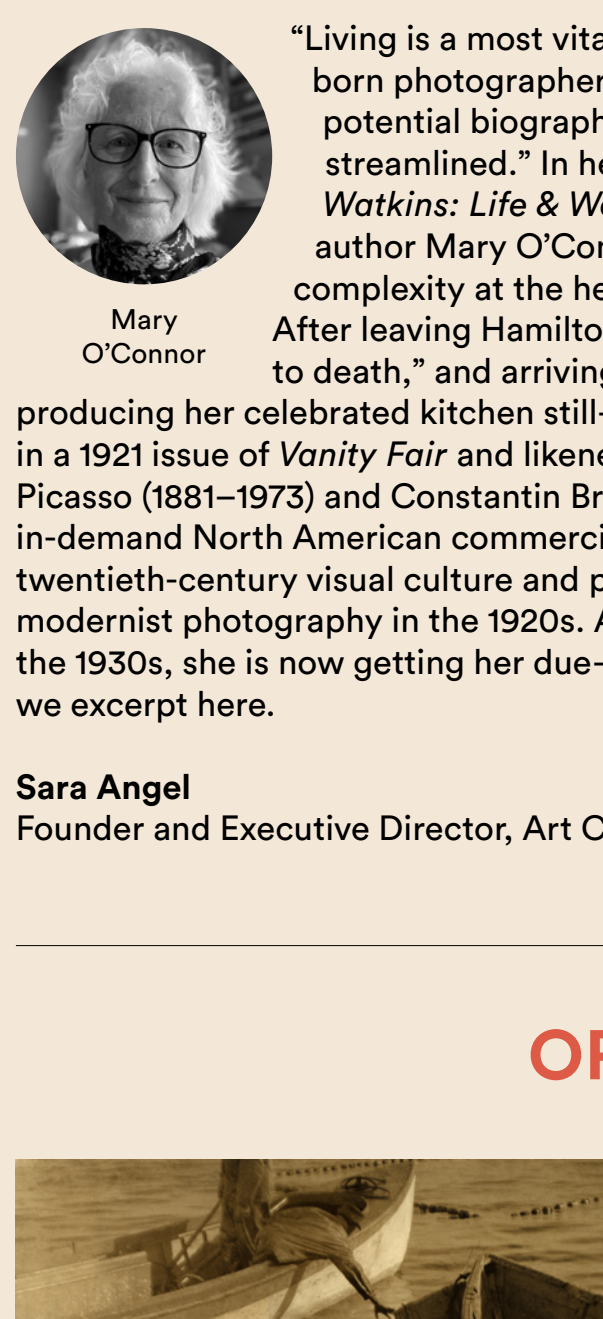 “Living is a most vita
born photographer
potential biograph
streamlined.” In he
Watkins: Life & Wo
author Mary O’Con
complexity at the he
After leaving Hamilto
to death,” and arriving
Mary
O’Connor
producing her celebrated kitchen still-
in a 1921 issue of Vanity Fair and likene
Picasso (1881–1973) and Constantin Br
in-demand North American commerci
twentieth-century visual culture and p
modernist photography in the 1920s. A
the 1930s, she is now getting her due–
we excerpt here.
Sara Angel
Founder and Executive Director, Art C
OF